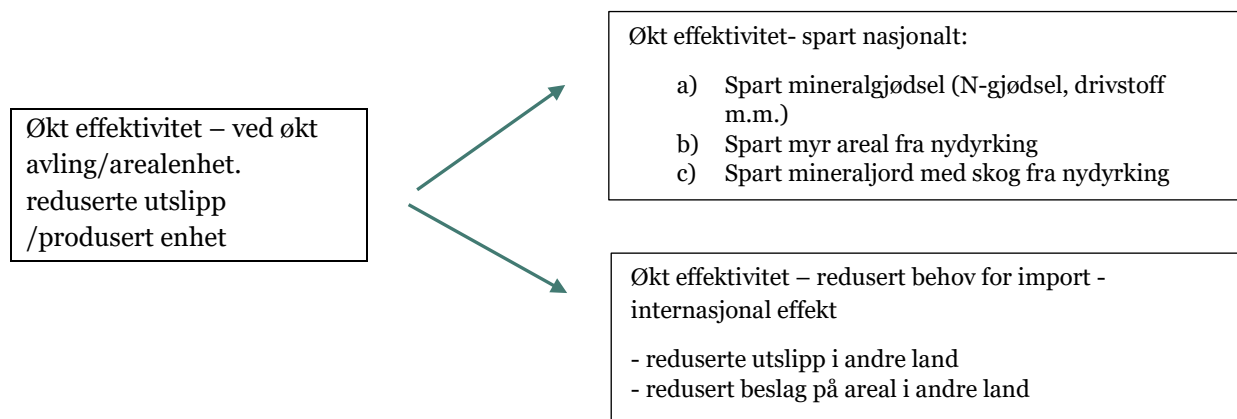 Økt effektivitet – ved økt
avling/arealenhet.
reduserte utslipp
/produsert enhet
Økt effektivitet- spart nasjonalt:
a) Spart mineralgjødsel (N-gjødsel, drivstoff
m.m.)
b) Spart myr areal fra nydyrking
c) Spart mineraljord med skog fra nydyrking
Økt effektivitet – redusert behov for import -
internasjonal effekt
- reduserte utslipp i andre land
- redusert beslag på areal i andre land